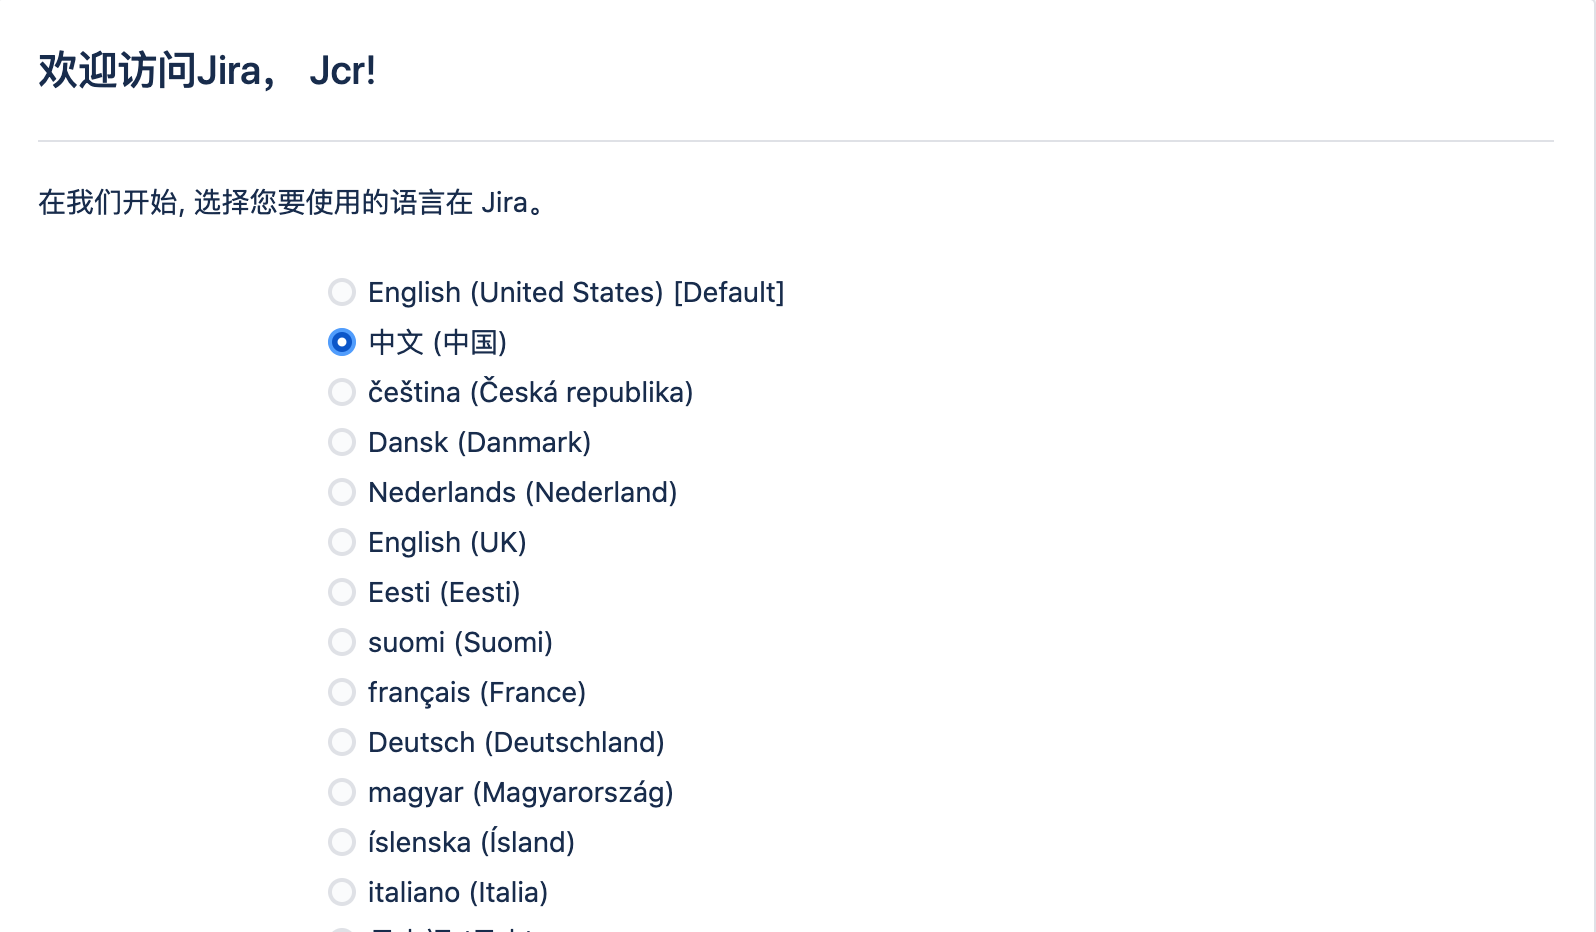 欢迎访问Jira， Jcr!
在我们开始, 选择您要使用的语言在 Jira。
English (United States) [Default]
中文 (中国)
čeština (Česká republika)
Dansk (Danmark)
Nederlands (Nederland)
English (UK)
Eesti (Eesti)
suomi (Suomi)
français (France)
Deutsch (Deutschland)
magyar (Magyarország)
íslenska (Ísland)
italiano (Italia)